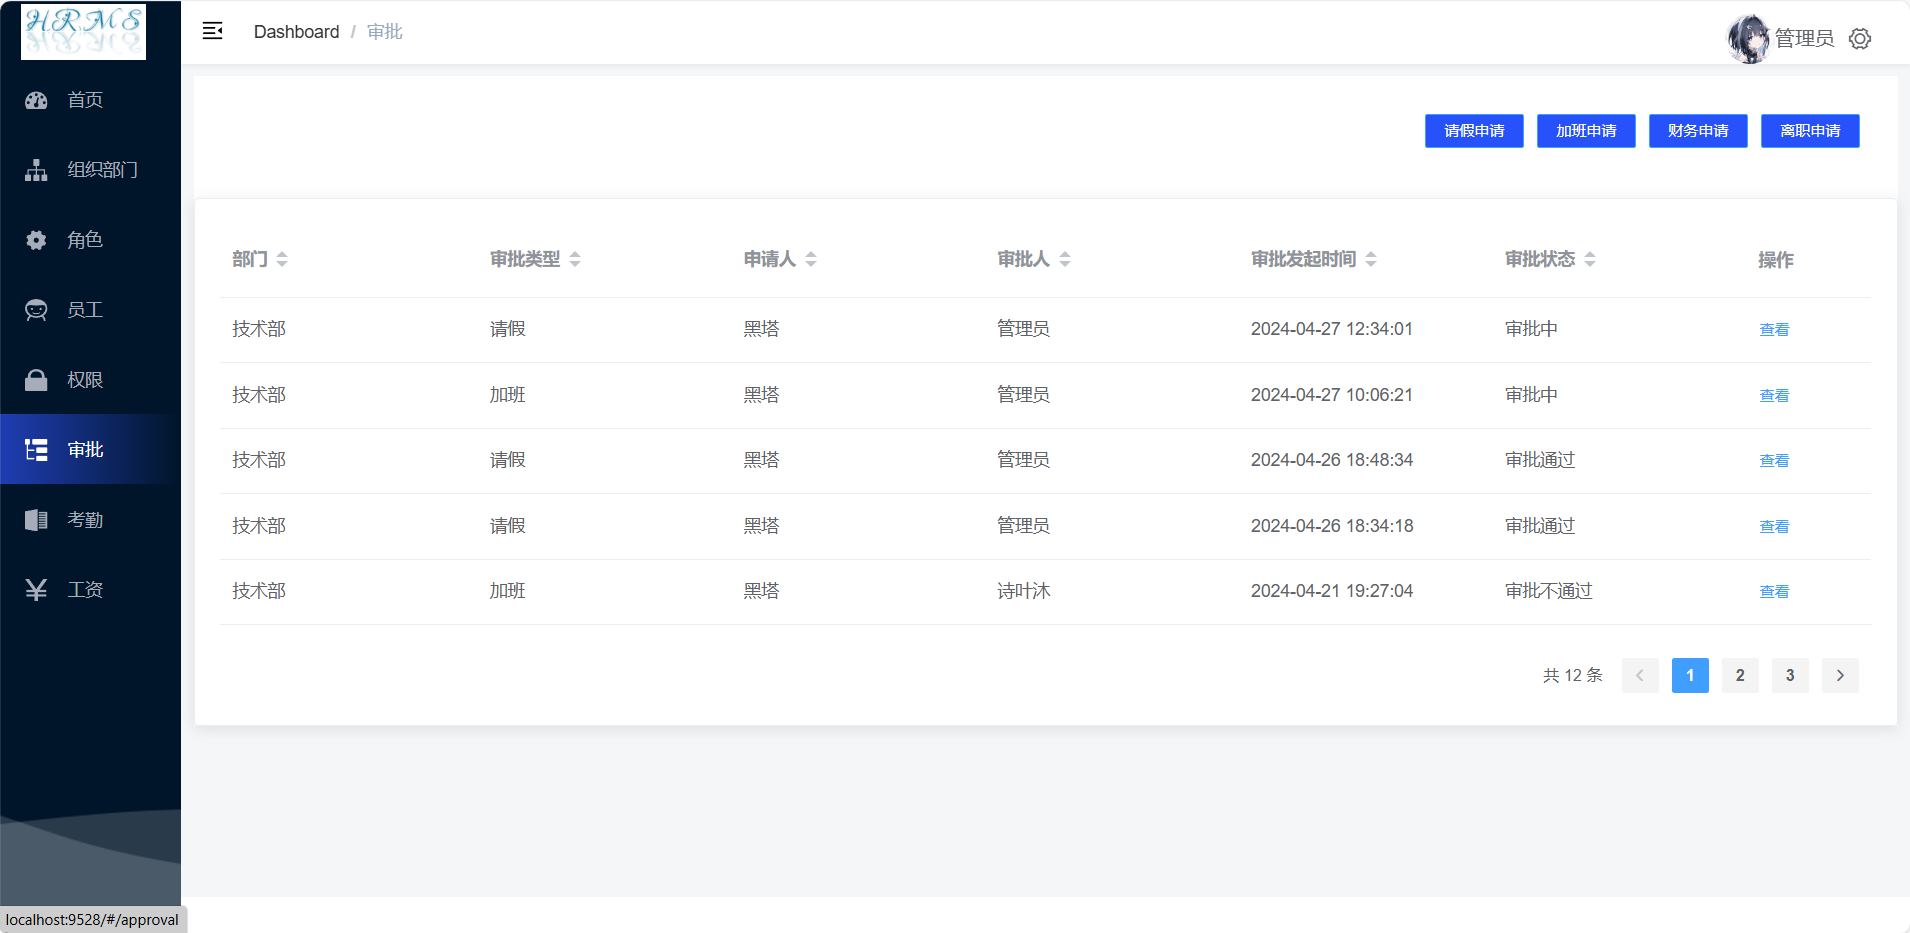 HRMS
Dashboard / 审批
管理员
首页
组织部门
角色
员工
权限
审批
考勤
工资
请假申请 加班申请 财务申请 离职申请
部门 审批类型 申请人 审批人 审批发起时间 审批状态 操作
技术部 请假 黑塔 管理员 2024-04-27 12:34:01 审批中 查看
技术部 加班 黑塔 管理员 2024-04-27 10:06:21 审批中 查看
技术部 请假 黑塔 管理员 2024-04-26 18:48:34 审批通过 查看
技术部 请假 黑塔 管理员 2024-04-26 18:34:18 审批通过 查看
技术部 加班 黑塔 诗叶沐 2024-04-21 19:27:04 审批不通过 查看
共 12 条 1 2 3
localhost:9528/#/approval